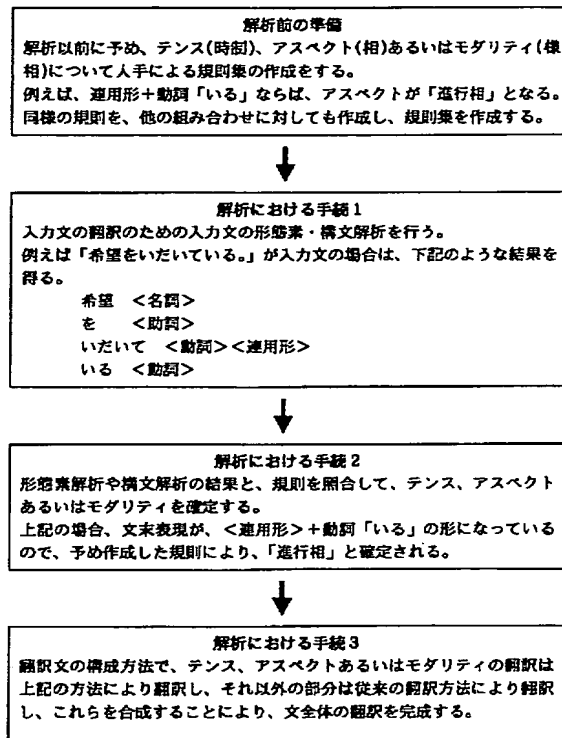 解析前の準備
解析以前に予め、テンス(時制)、アスペクト(相)あるいはモダリティ(様
相)について人手による規則集の作成をする。
例えば、連用形＋動詞「いる」ならば、アスペクトが「進行相」となる。
同様の規則を、他の組み合わせに対しても作成し、規則集を作成する。
解析における手続1
入力文の翻訳のための入力文の形態素・構文解析を行う。
例えば「希望をいだいている。」が入力文の場合は、下記のような結果を
得る。
希望　＜名詞＞
を　＜助詞＞
いだいて　＜動詞＞＜連用形＞
いる　＜動詞＞
解析における手続2
形態素解析や構文解析の結果と、規則を照合して、テンス、アスペクト
あるいはモダリティを確定する。
上記の場合、文末表現が、＜連用形＞＋動詞「いる」の形になっている
ので、予め作成した規則により、「進行相」と確定される。
解析における手続3
翻訳文の構成方法で、テンス、アスペクトあるいはモダリティの翻訳は
上記の方法により翻訳し、それ以外の部分は従来の翻訳方法により翻訳
し、これらを合成することにより、文全体の翻訳を完成する。